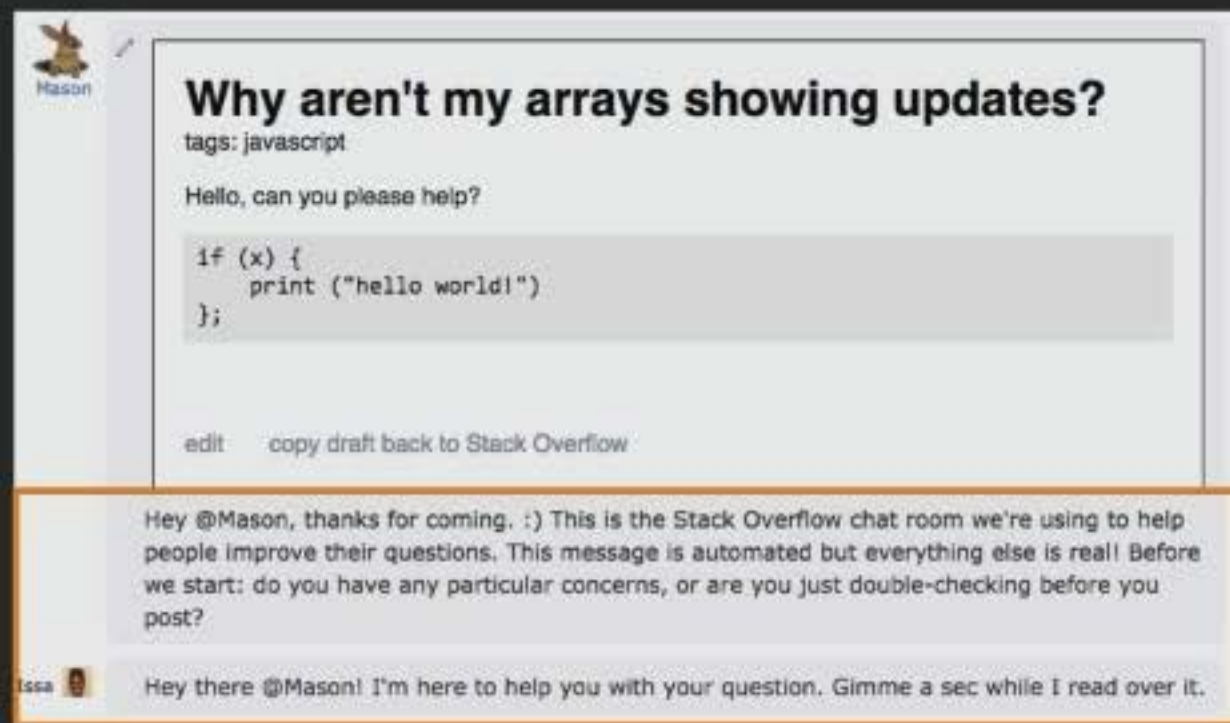 Mason
Why aren't my arrays showing updates?
tags: javascript
Hello, can you please help?
if (x) {
    print ("hello world!")
};
edit copy draft back to Stack Overflow
Hey @Mason, thanks for coming. :) This is the Stack Overflow chat room we're using to help
people improve their questions. This message is automated but everything else is real! Before
we start: do you have any particular concerns, or are you just double-checking before you
post?
Issa Hey there @Mason! I'm here to help you with your question. Gimme a sec while I read over it.